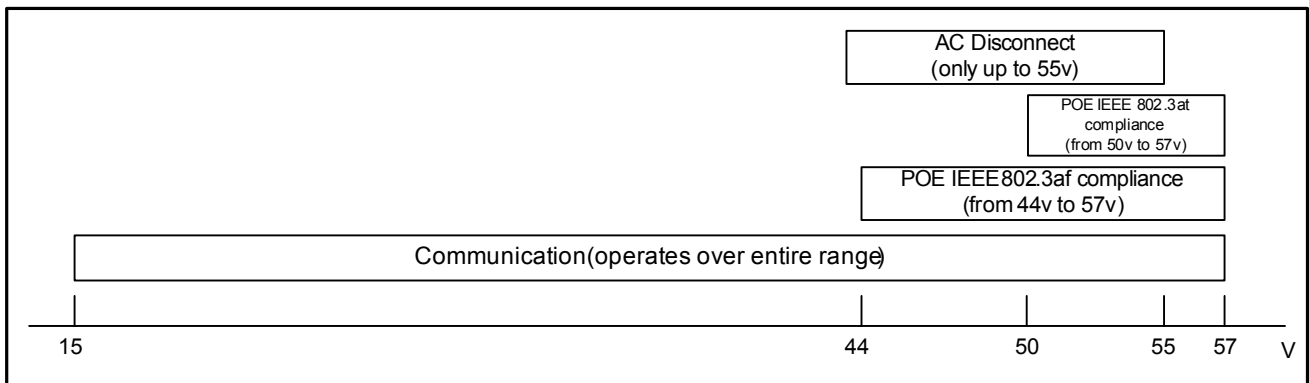 AC Disconnect
(only up to 55v)
POE IEEE 802.3at
compliance
(from 50v to 57v)
POE IEEE802.3af compliance
(from 44v to 57v)
Communication(operates over entire range)
15 44 50 55 57 V